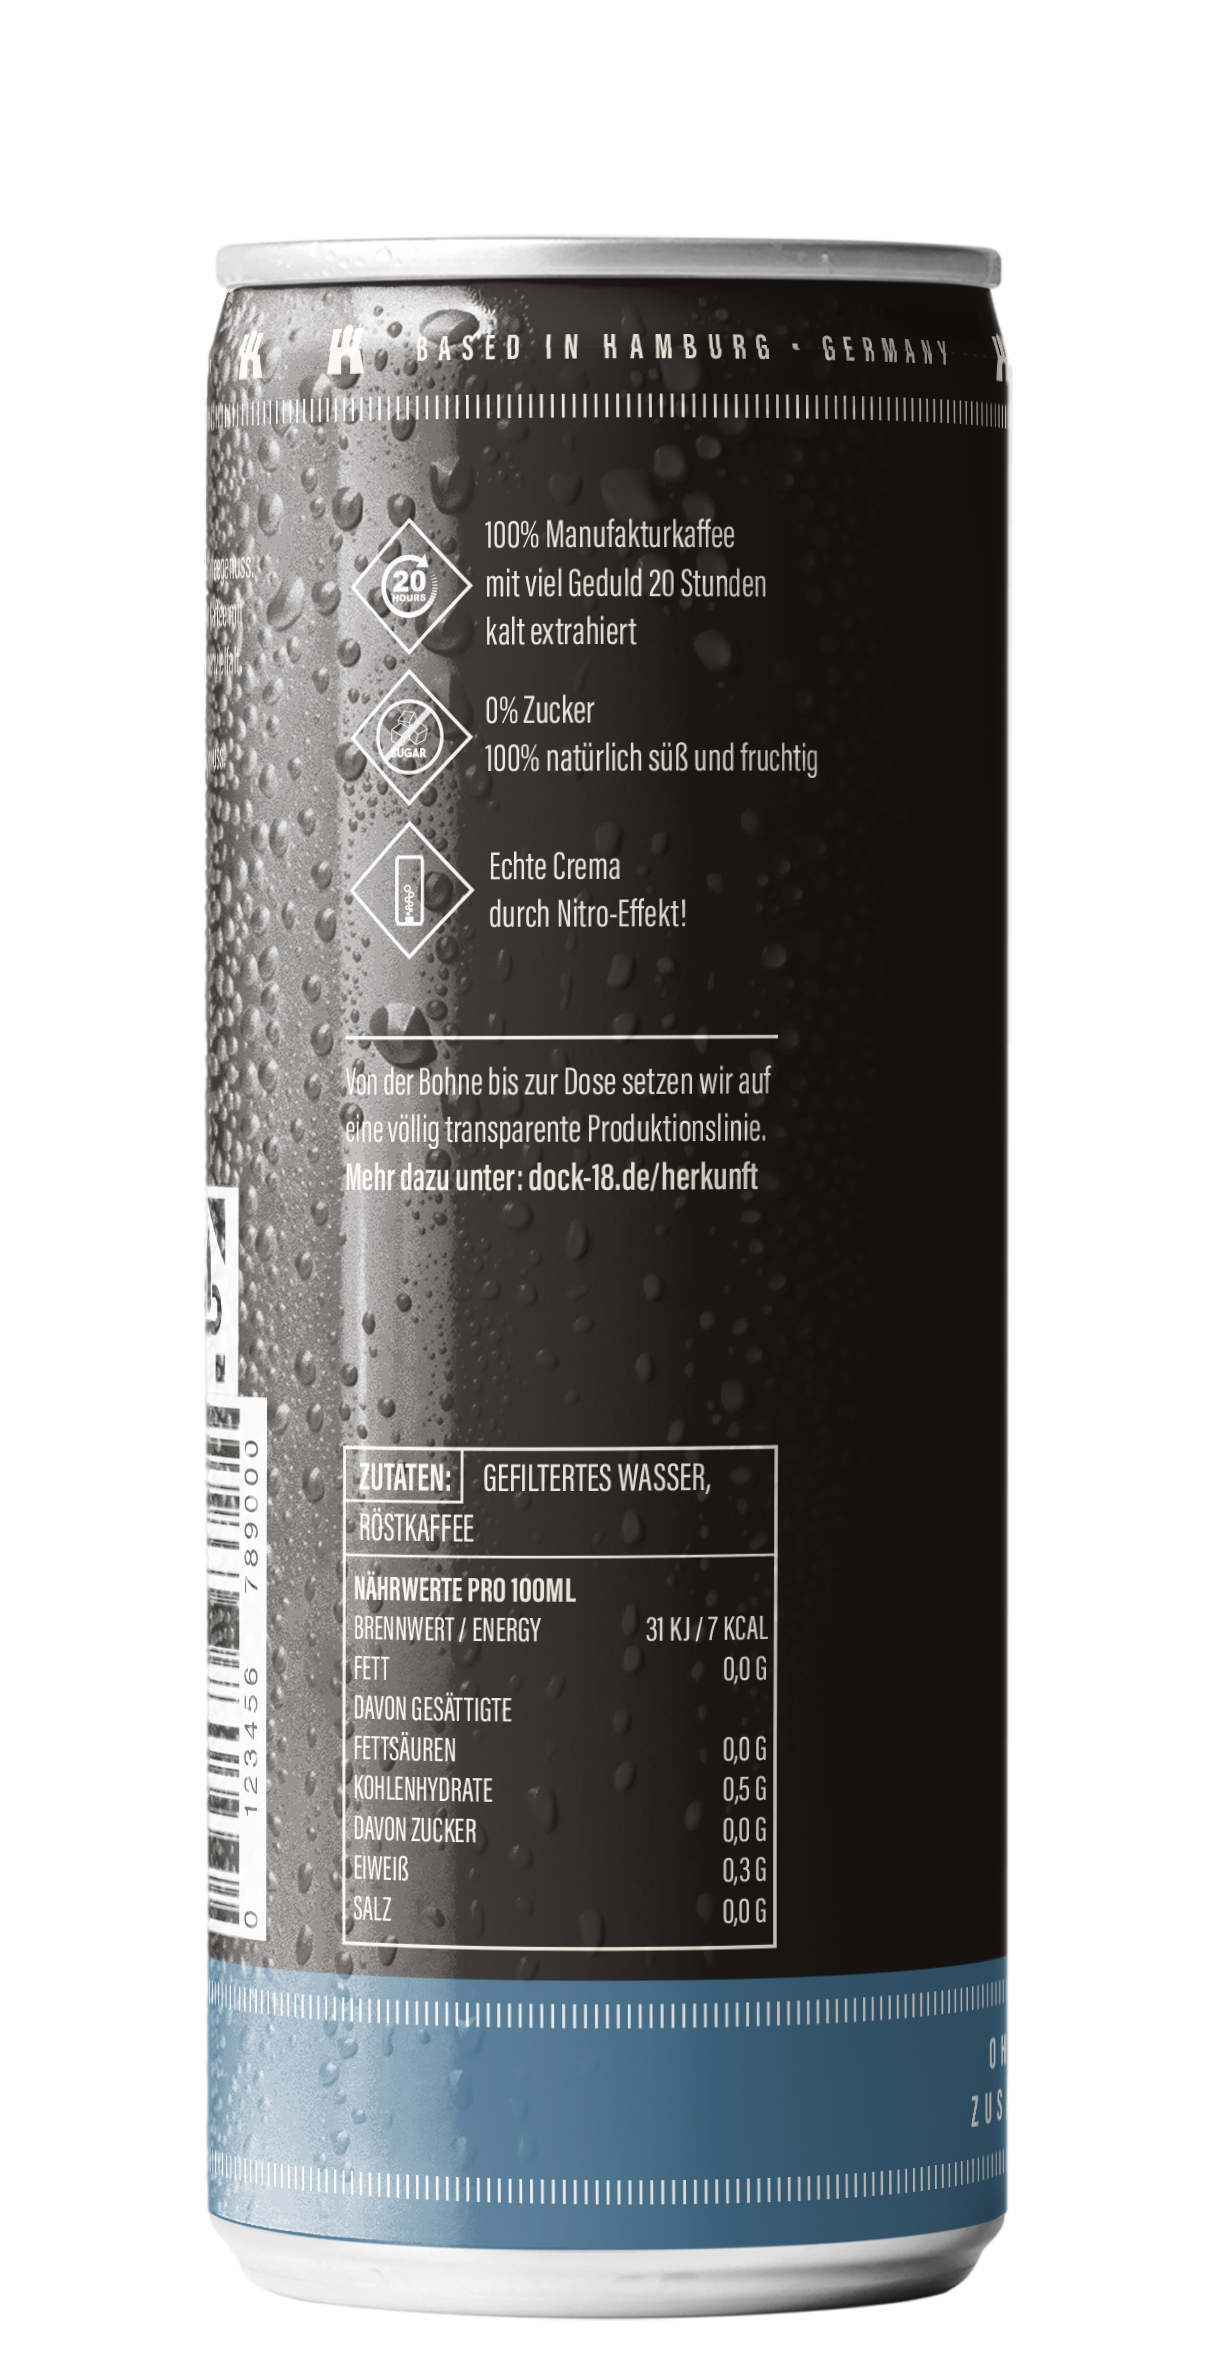 BASED IN HAMBURG · GERMANY
20
HOURS
100% Manufakturkaffee
mit viel Geduld 20 Stunden
kalt extrahiert
SUGAR
0% Zucker
100% natürlich süß und fruchtig
Echte Crema
durch Nitro-Effekt!
Von der Bohne bis zur Dose setzen wir auf
eine völlig transparente Produktionslinie.
Mehr dazu unter: dock-18.de/herkunft
ZUTATEN: GEFILTERTES WASSER,
RÖSTKAFFEE
NÄHRWERTE PRO 100ML
BRENNWERT / ENERGY 31 KJ / 7 KCAL
FETT 0,0 G
DAVON GESÄTTIGTE
FETTSÄUREN 0,0 G
KOHLENHYDRATE 0,5 G
DAVON ZUCKER 0,0 G
EIWEIß 0,3 G
SALZ 0,0 G
0 123456 789000
OH
ZUS